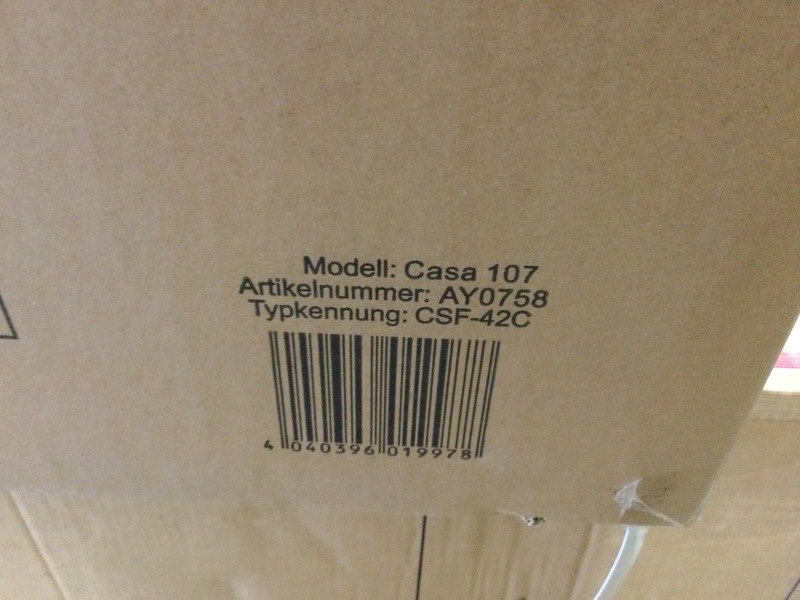 Modell: Casa 107
Artikelnummer: AY0758
Typkennung: CSF-42C
4 040396 019978